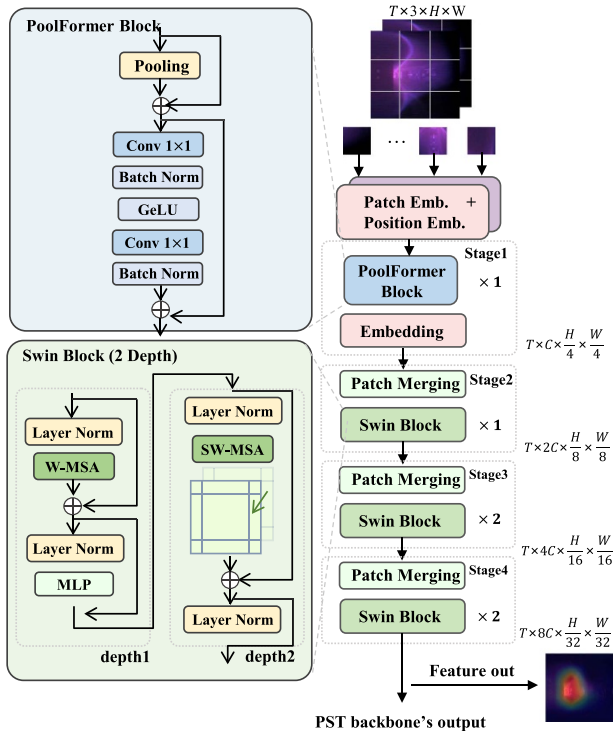 PoolFormer Block
Pooling
Conv 1×1
Batch Norm
GeLU
Conv 1×1
Batch Norm
Swin Block (2 Depth)
Layer Norm
W-MSA
Layer Norm
MLP
depth1
Layer Norm
SW-MSA
Layer Norm
depth2
T×3×H×W
...
Patch Emb. +
Position Emb.
Stage1
PoolFormer
Block
× 1
Embedding
T×C×H/4×W/4
Patch Merging
Stage2
Swin Block
× 1
T×2C×H/8×W/8
Patch Merging
Stage3
Swin Block
× 2
T×4C×H/16×W/16
Patch Merging
Stage4
Swin Block
× 2
T×8C×H/32×W/32
Feature out
PST backbone's output